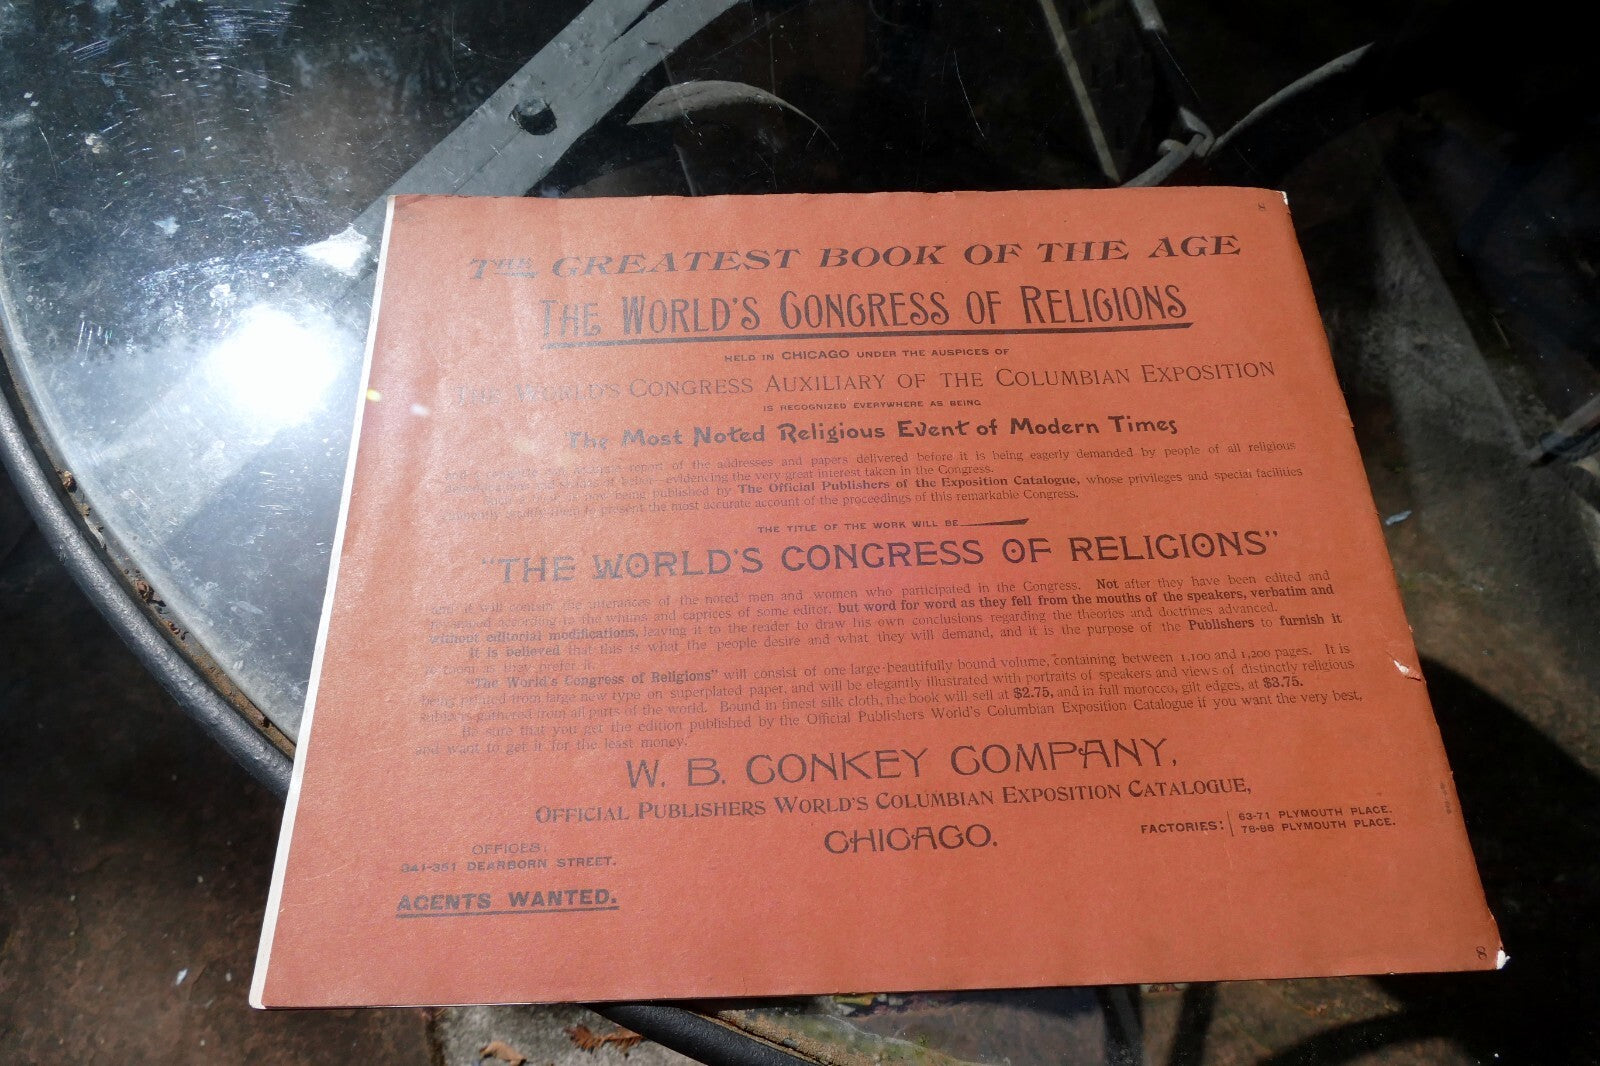 8
THE GREATEST BOOK OF THE AGE
THE WORLD'S CONGRESS OF RELIGIONS
HELD IN CHICAGO UNDER THE AUSPICES OF
THE WORLD'S CONGRESS AUXILIARY OF THE COLUMBIAN EXPOSITION
IS RECOGNIZED EVERYWHERE AS BEING
The Most Noted Religious Event of Modern Times
report of the addresses and papers delivered before it is being eagerly demanded by people of all religious
evidencing the very great interest taken in the Congress.
now being published by The Official Publishers of the Exposition Catalogue, whose privileges and special facilities
them to present the most accurate account of the proceedings of this remarkable Congress.
THE TITLE OF THE WORK WILL BE
"THE WORLD'S CONGRESS OF RELIGIONS"
and it will contain the utterances of the noted men and women who participated in the Congress. Not after they have been edited and
according to the whims and caprices of some editor, but word for word as they fell from the mouths of the speakers, verbatim and
without editorial modifications, leaving it to the reader to draw his own conclusions regarding the theories and doctrines advanced.
It is believed that this is what the people desire and what they will demand, and it is the purpose of the Publishers to furnish it
as they prefer it.
"The World's Congress of Religions" will consist of one large beautifully bound volume, containing between 1,100 and 1,200 pages. It is
being printed from large new type on superplated paper, and will be elegantly illustrated with portraits of speakers and views of distinctly religious
subjects gathered from all parts of the world. Bound in finest silk cloth, the book will sell at $2.75, and in full morocco, gilt edges, at $3.75.
Be sure that you get the edition published by the Official Publishers World's Columbian Exposition Catalogue if you want the very best,
and want to get it for the least money.
W. B. CONKEY COMPANY,
OFFICIAL PUBLISHERS WORLD'S COLUMBIAN EXPOSITION CATALOGUE,
CHICAGO.
OFFICES:
341-351 DEARBORN STREET.
FACTORIES: 63-71 PLYMOUTH PLACE.
78-88 PLYMOUTH PLACE.
AGENTS WANTED.
8